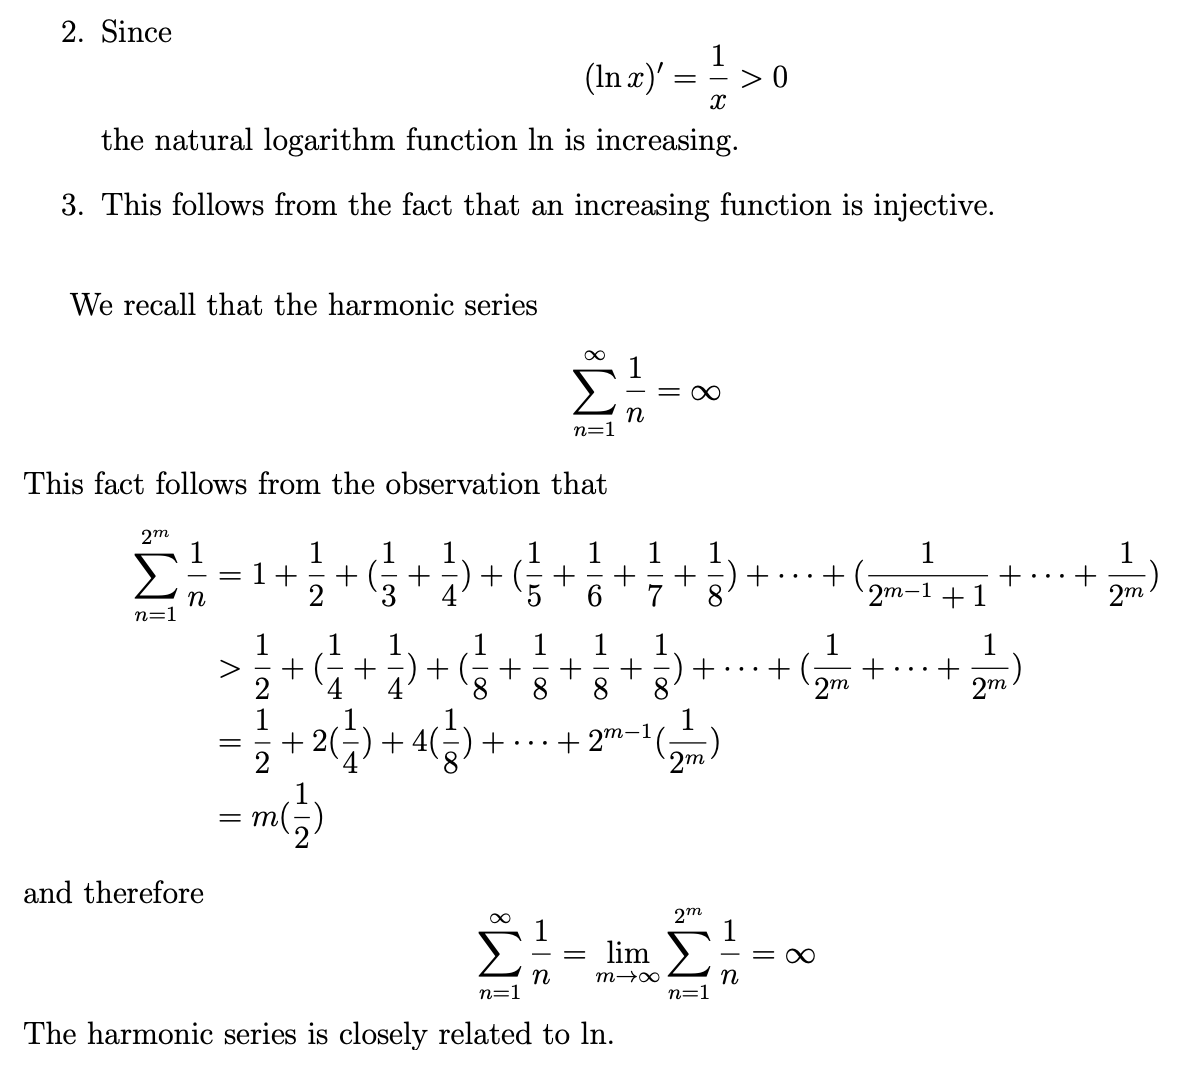 2. Since
$(\ln x)' = \frac{1}{x} > 0$
the natural logarithm function ln is increasing.
3. This follows from the fact that an increasing function is injective.
We recall that the harmonic series
$\sum_{n=1}^{\infty} \frac{1}{n} = \infty$
This fact follows from the observation that
$\sum_{n=1}^{2^m} \frac{1}{n} = 1 + \frac{1}{2} + (\frac{1}{3} + \frac{1}{4}) + (\frac{1}{5} + \frac{1}{6} + \frac{1}{7} + \frac{1}{8}) + \cdots + (\frac{1}{2^{m-1} + 1} + \cdots + \frac{1}{2^m})$
$> \frac{1}{2} + (\frac{1}{4} + \frac{1}{4}) + (\frac{1}{8} + \frac{1}{8} + \frac{1}{8} + \frac{1}{8}) + \cdots + (\frac{1}{2^m} + \cdots + \frac{1}{2^m})$
$= \frac{1}{2} + 2(\frac{1}{4}) + 4(\frac{1}{8}) + \cdots + 2^{m-1}(\frac{1}{2^m})$
$= m(\frac{1}{2})$
and therefore
$\sum_{n=1}^{\infty} \frac{1}{n} = \lim_{m \to \infty} \sum_{n=1}^{2^m} \frac{1}{n} = \infty$
The harmonic series is closely related to ln.